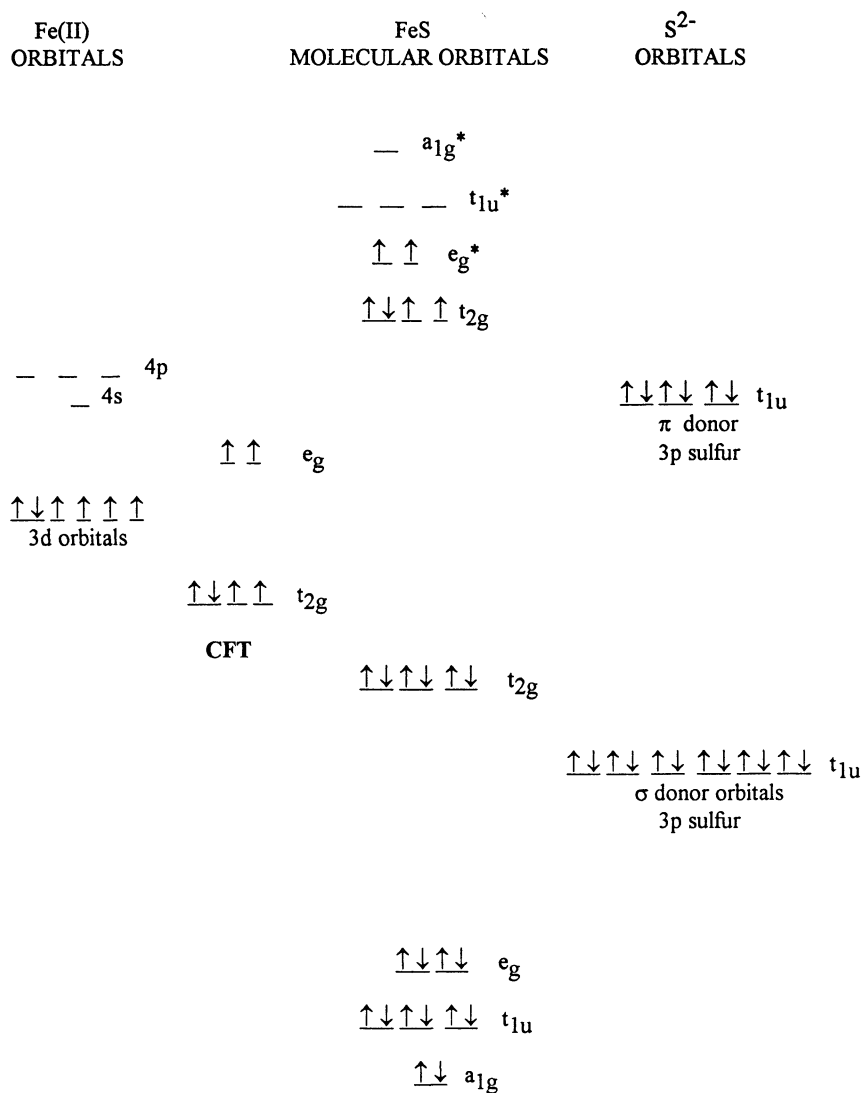 Fe(II)
ORBITALS
FeS
MOLECULAR ORBITALS
S2-
ORBITALS
a1g*
t1u*
↑ ↑ eg*
↑↓ ↑ ↑ t2g
4p
4s
↑↓ ↑↓ ↑↓ t1u
π donor
3p sulfur
↑ ↑ eg
↑↓ ↑ ↑ ↑ ↑
3d orbitals
↑↓ ↑ ↑ t2g
CFT
↑↓ ↑↓ ↑↓ t2g
↑↓ ↑↓ ↑↓ ↑↓ ↑↓ ↑↓ t1u
σ donor orbitals
3p sulfur
↑↓ ↑↓ eg
↑↓ ↑↓ ↑↓ t1u
↑↓ a1g